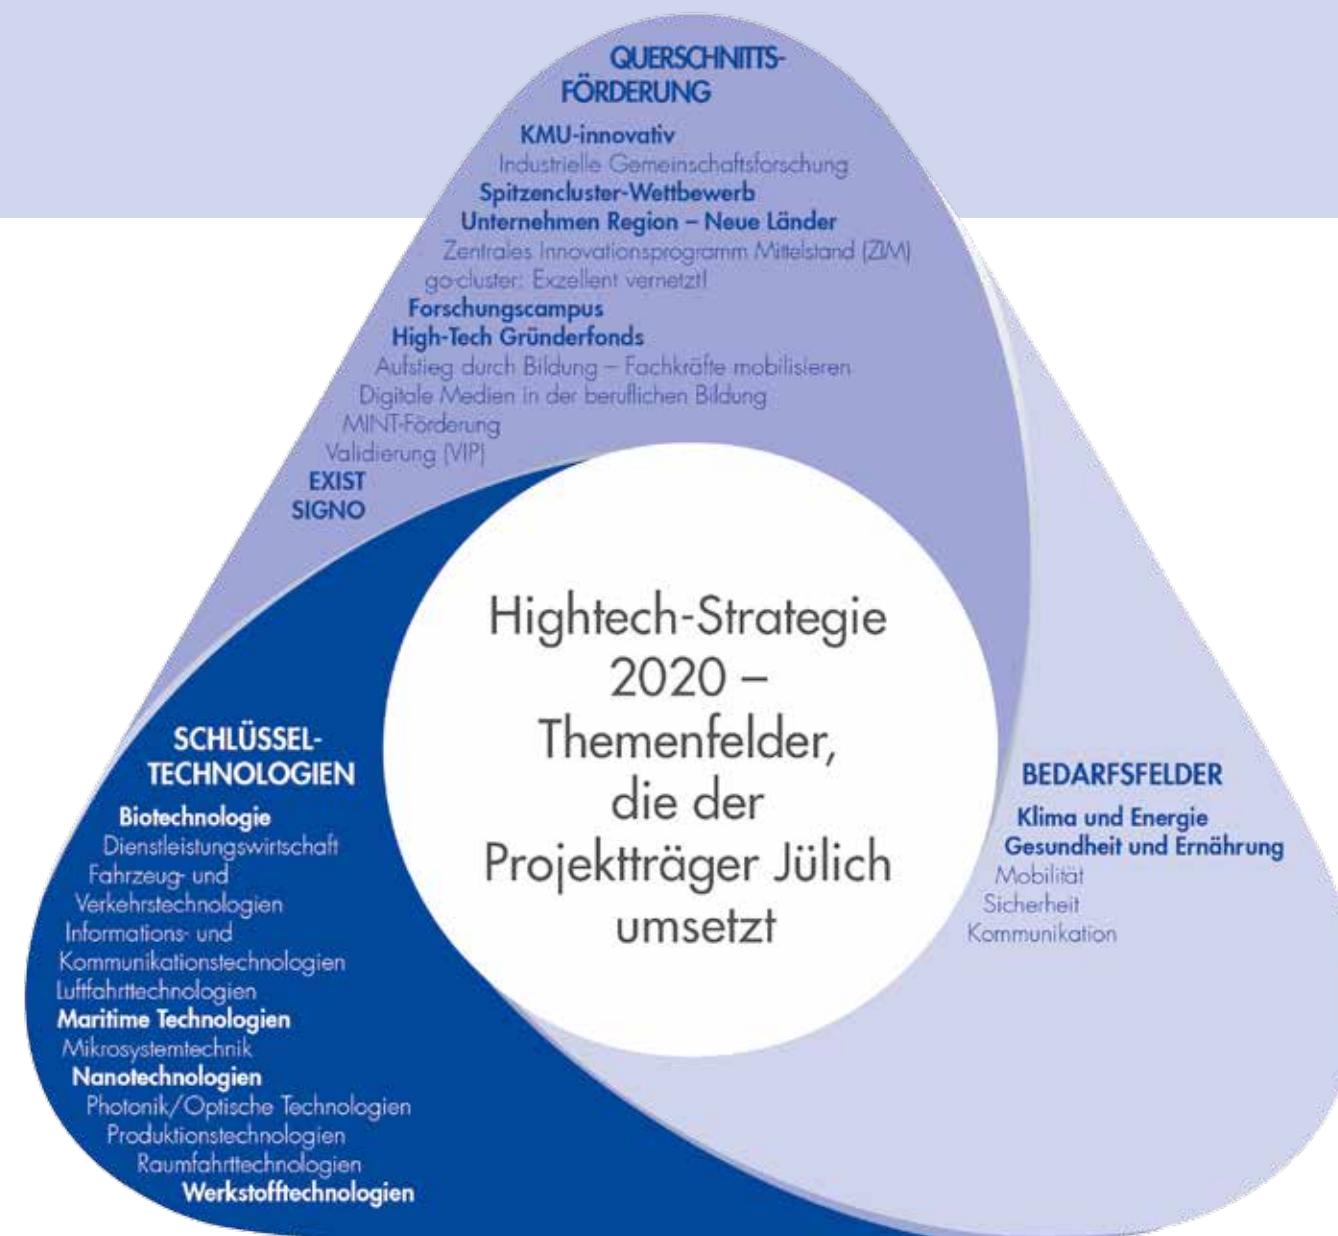 QUERSCHNITTS-
FÖRDERUNG
KMU-innovativ
Industrielle Gemeinschaftsforschung
Spitzencluster-Wettbewerb
Unternehmen Region – Neue Länder
Zentrales Innovationsprogramm Mittelstand (ZIM)
go-cluster: Exzellent vernetzt!
Forschungscampus
High-Tech Gründerfonds
Aufstieg durch Bildung – Fachkräfte mobilisieren
Digitale Medien in der beruflichen Bildung
MINT-Förderung
Validierung (VIP)
EXIST
SIGNO
Hightech-Strategie
2020 –
Themenfelder,
die der
Projektträger Jülich
umsetzt
SCHLÜSSEL-
TECHNOLOGIEN
Biotechnologie
Dienstleistungswirtschaft
Fahrzeug- und
Verkehrstechnologien
Informations- und
Kommunikationstechnologien
Luftfahrttechnologien
Maritime Technologien
Mikrosystemtechnik
Nanotechnologien
Photonik/Optische Technologien
Produktionstechnologien
Raumfahrttechnologien
Werkstofftechnologien
BEDARFSFELDER
Klima und Energie
Gesundheit und Ernährung
Mobilität
Sicherheit
Kommunikation